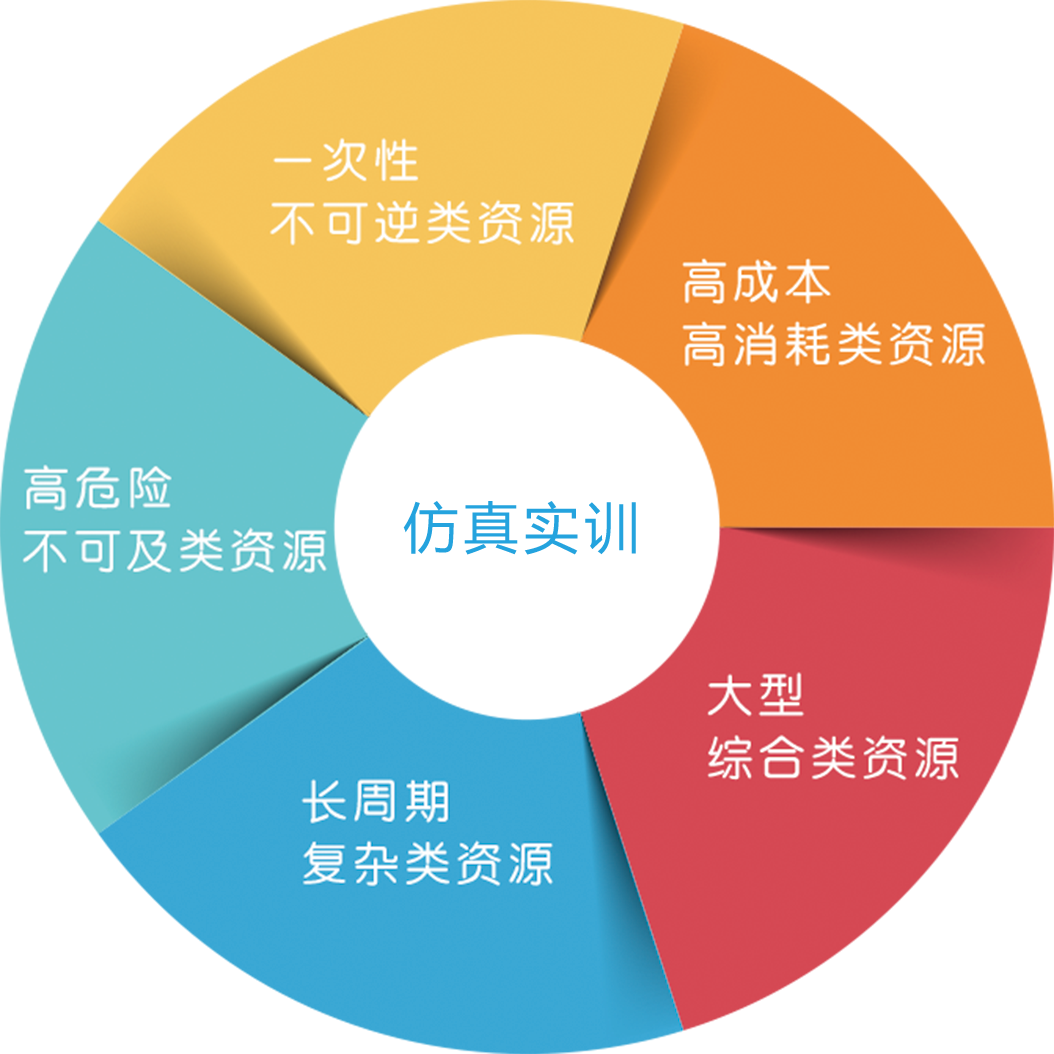 一次性
不可逆类资源
高成本
高消耗类资源
高危险
不可及类资源
仿真实训
大型
综合类资源
长周期
复杂类资源